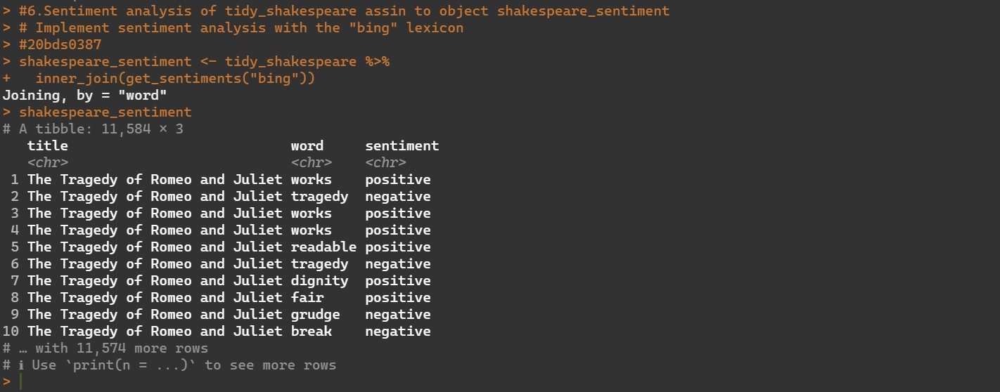 > #6.Sentiment analysis of tidy_shakespeare assin to object shakespeare_sentiment
> # Implement sentiment analysis with the "bing" lexicon
> #20bds0387
> shakespeare_sentiment <- tidy_shakespeare %>%
+   inner_join(get_sentiments("bing"))
Joining, by = "word"
> shakespeare_sentiment
# A tibble: 11,584 × 3
   title                           word     sentiment
   <chr>                           <chr>    <chr>
 1 The Tragedy of Romeo and Juliet works    positive
 2 The Tragedy of Romeo and Juliet tragedy  negative
 3 The Tragedy of Romeo and Juliet works    positive
 4 The Tragedy of Romeo and Juliet works    positive
 5 The Tragedy of Romeo and Juliet readable positive
 6 The Tragedy of Romeo and Juliet tragedy  negative
 7 The Tragedy of Romeo and Juliet dignity  positive
 8 The Tragedy of Romeo and Juliet fair     positive
 9 The Tragedy of Romeo and Juliet grudge   negative
10 The Tragedy of Romeo and Juliet break    negative
# … with 11,574 more rows
# ℹ Use `print(n = ...)` to see more rows
>